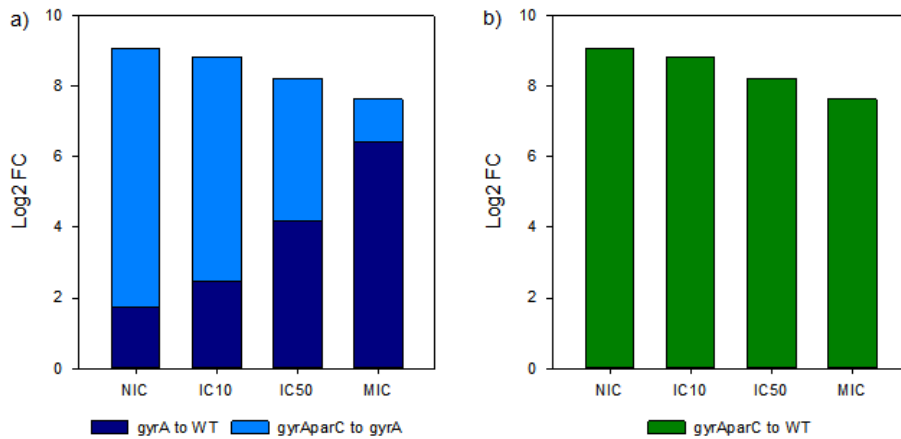 a)
10
8
6
4
2
0
Log2 FC
NIC IC10 IC50 MIC
gyrA to WT gyrAparC to gyrA
b)
10
8
6
4
2
0
Log2 FC
NIC IC10 IC50 MIC
gyrAparC to WT